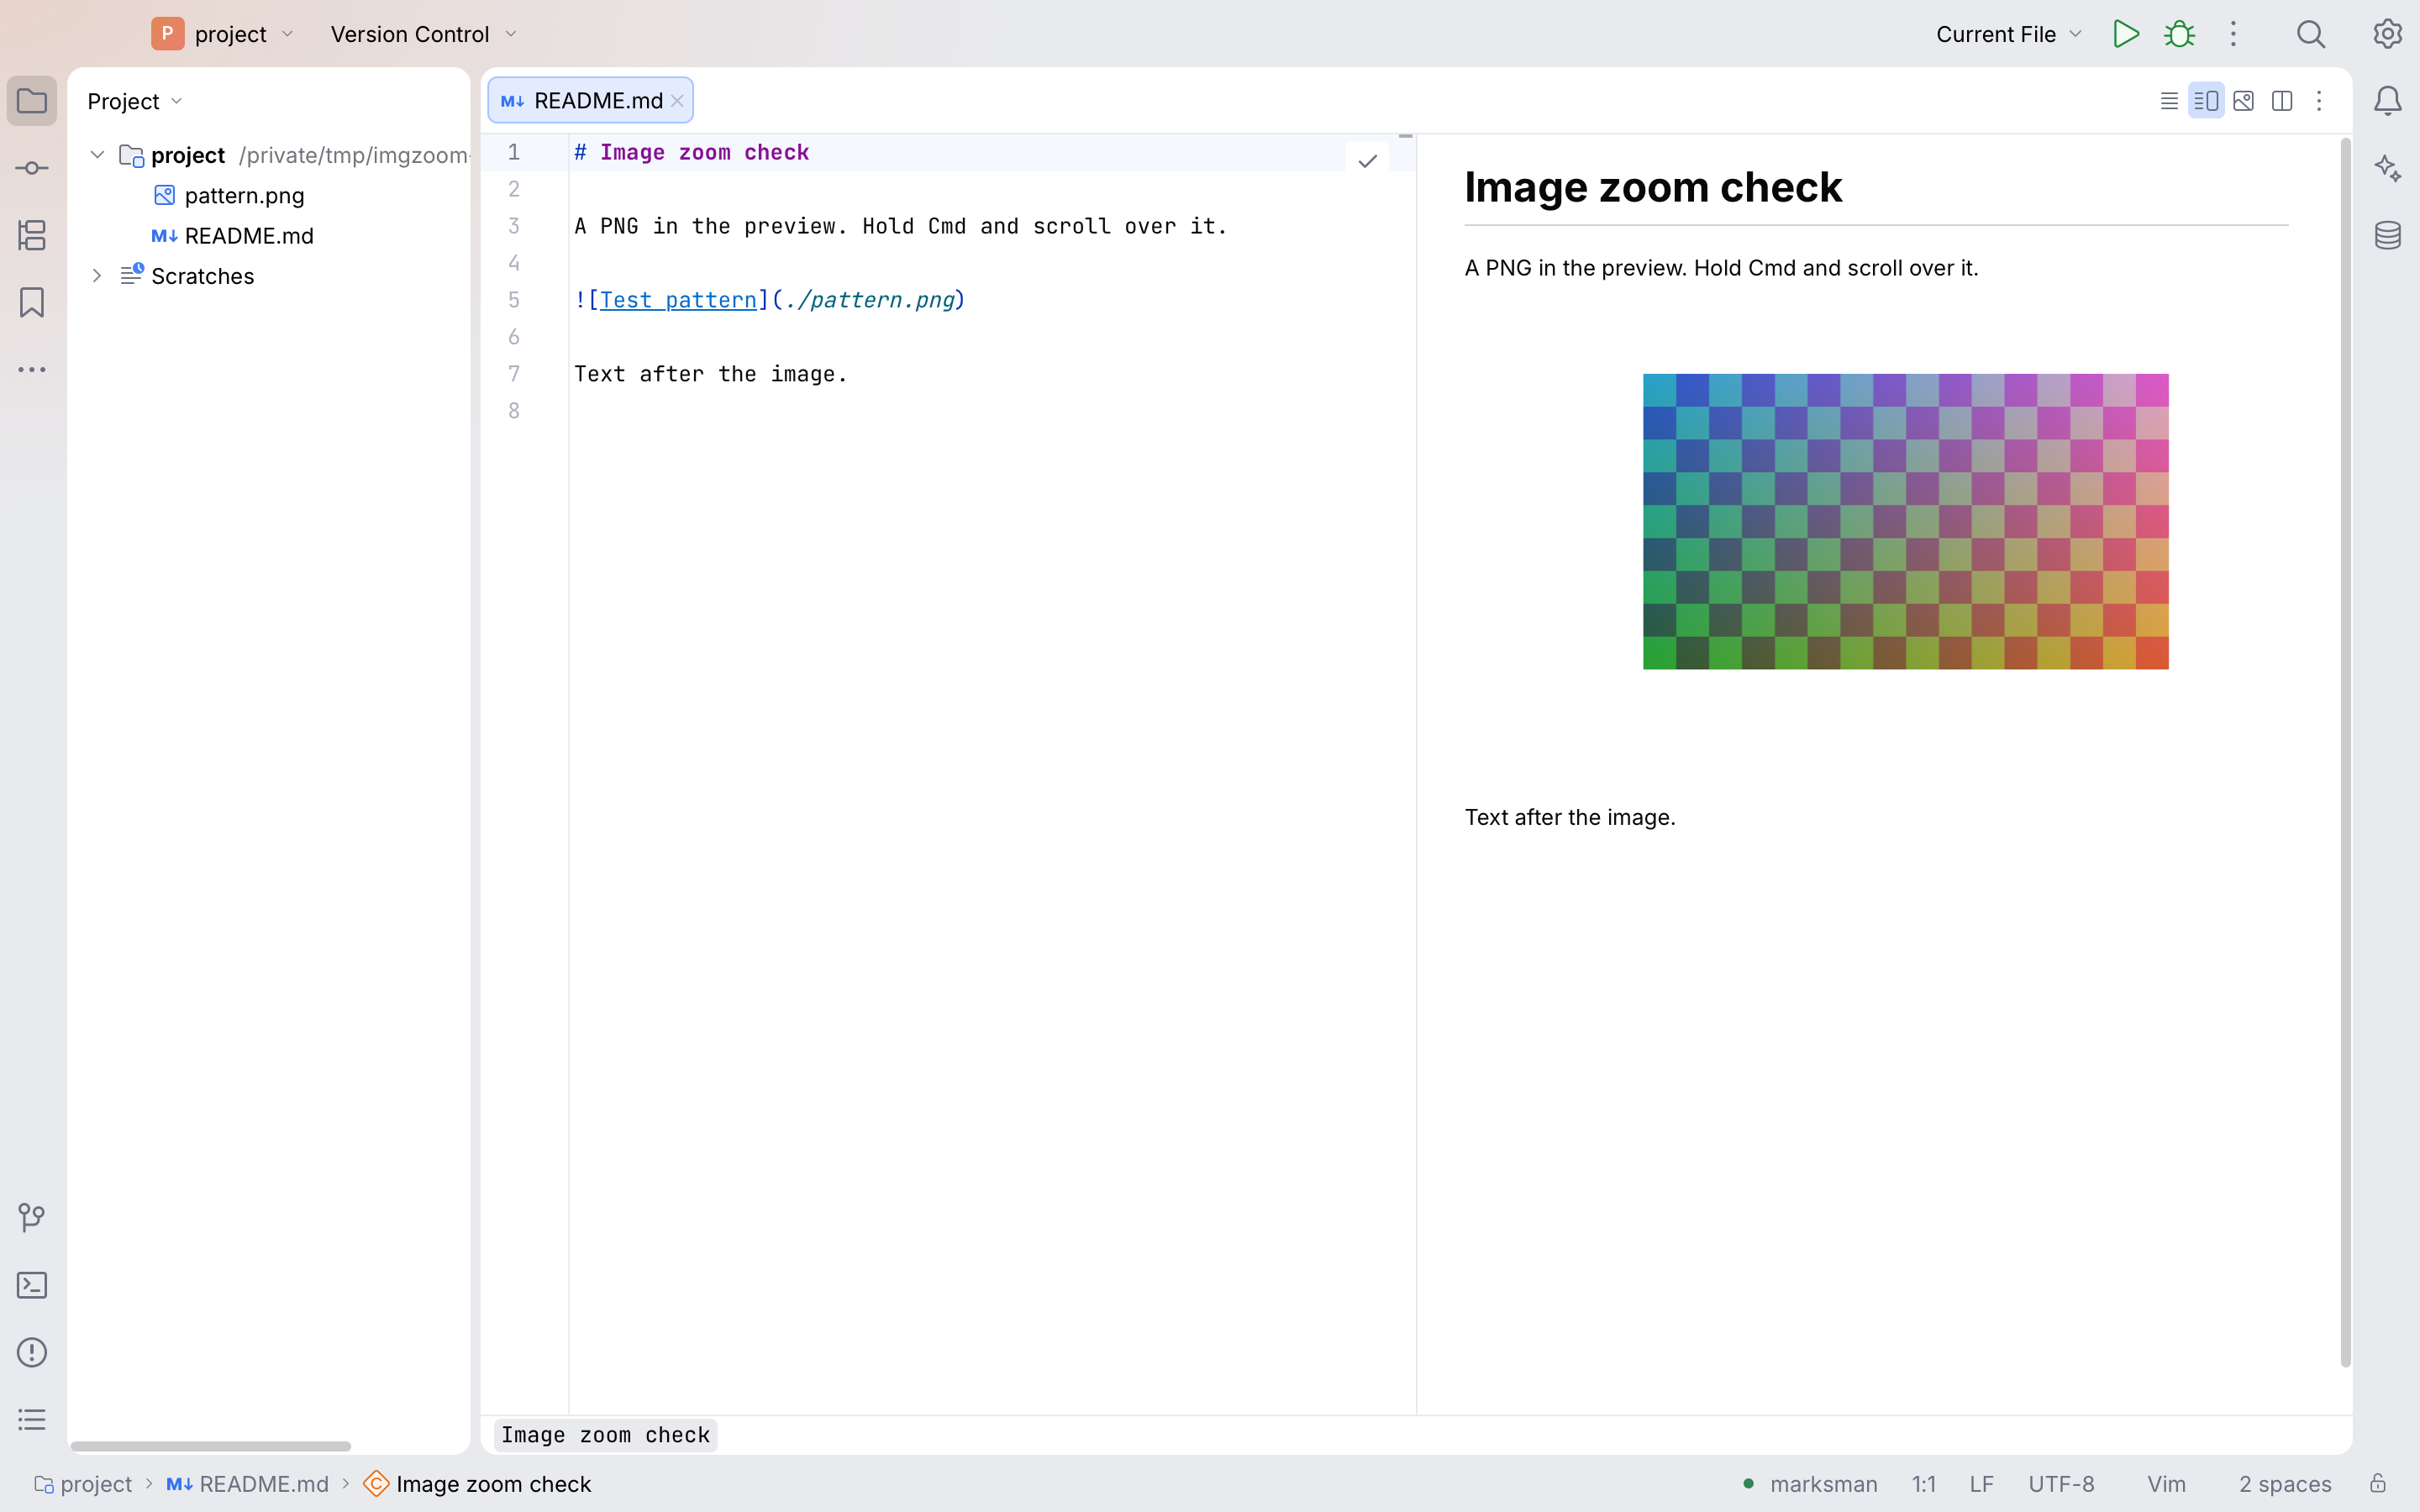 P project Version Control Current File
Project
project /private/tmp/imgzoom-
pattern.png
README.md
Scratches
README.md
1 # Image zoom check
2
3 A PNG in the preview. Hold Cmd and scroll over it.
4
5 ![Test pattern](./pattern.png)
6
7 Text after the image.
8
Image zoom check
A PNG in the preview. Hold Cmd and scroll over it.
Text after the image.
Image zoom check
project › README.md › Image zoom check marksman 1:1 LF UTF-8 Vim 2 spaces